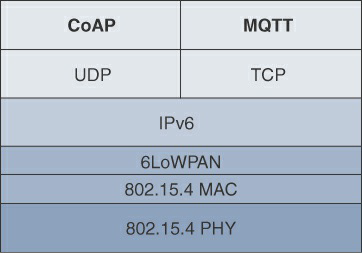 CoAP MQTT
UDP TCP
IPv6
6LoWPAN
802.15.4 MAC
802.15.4 PHY